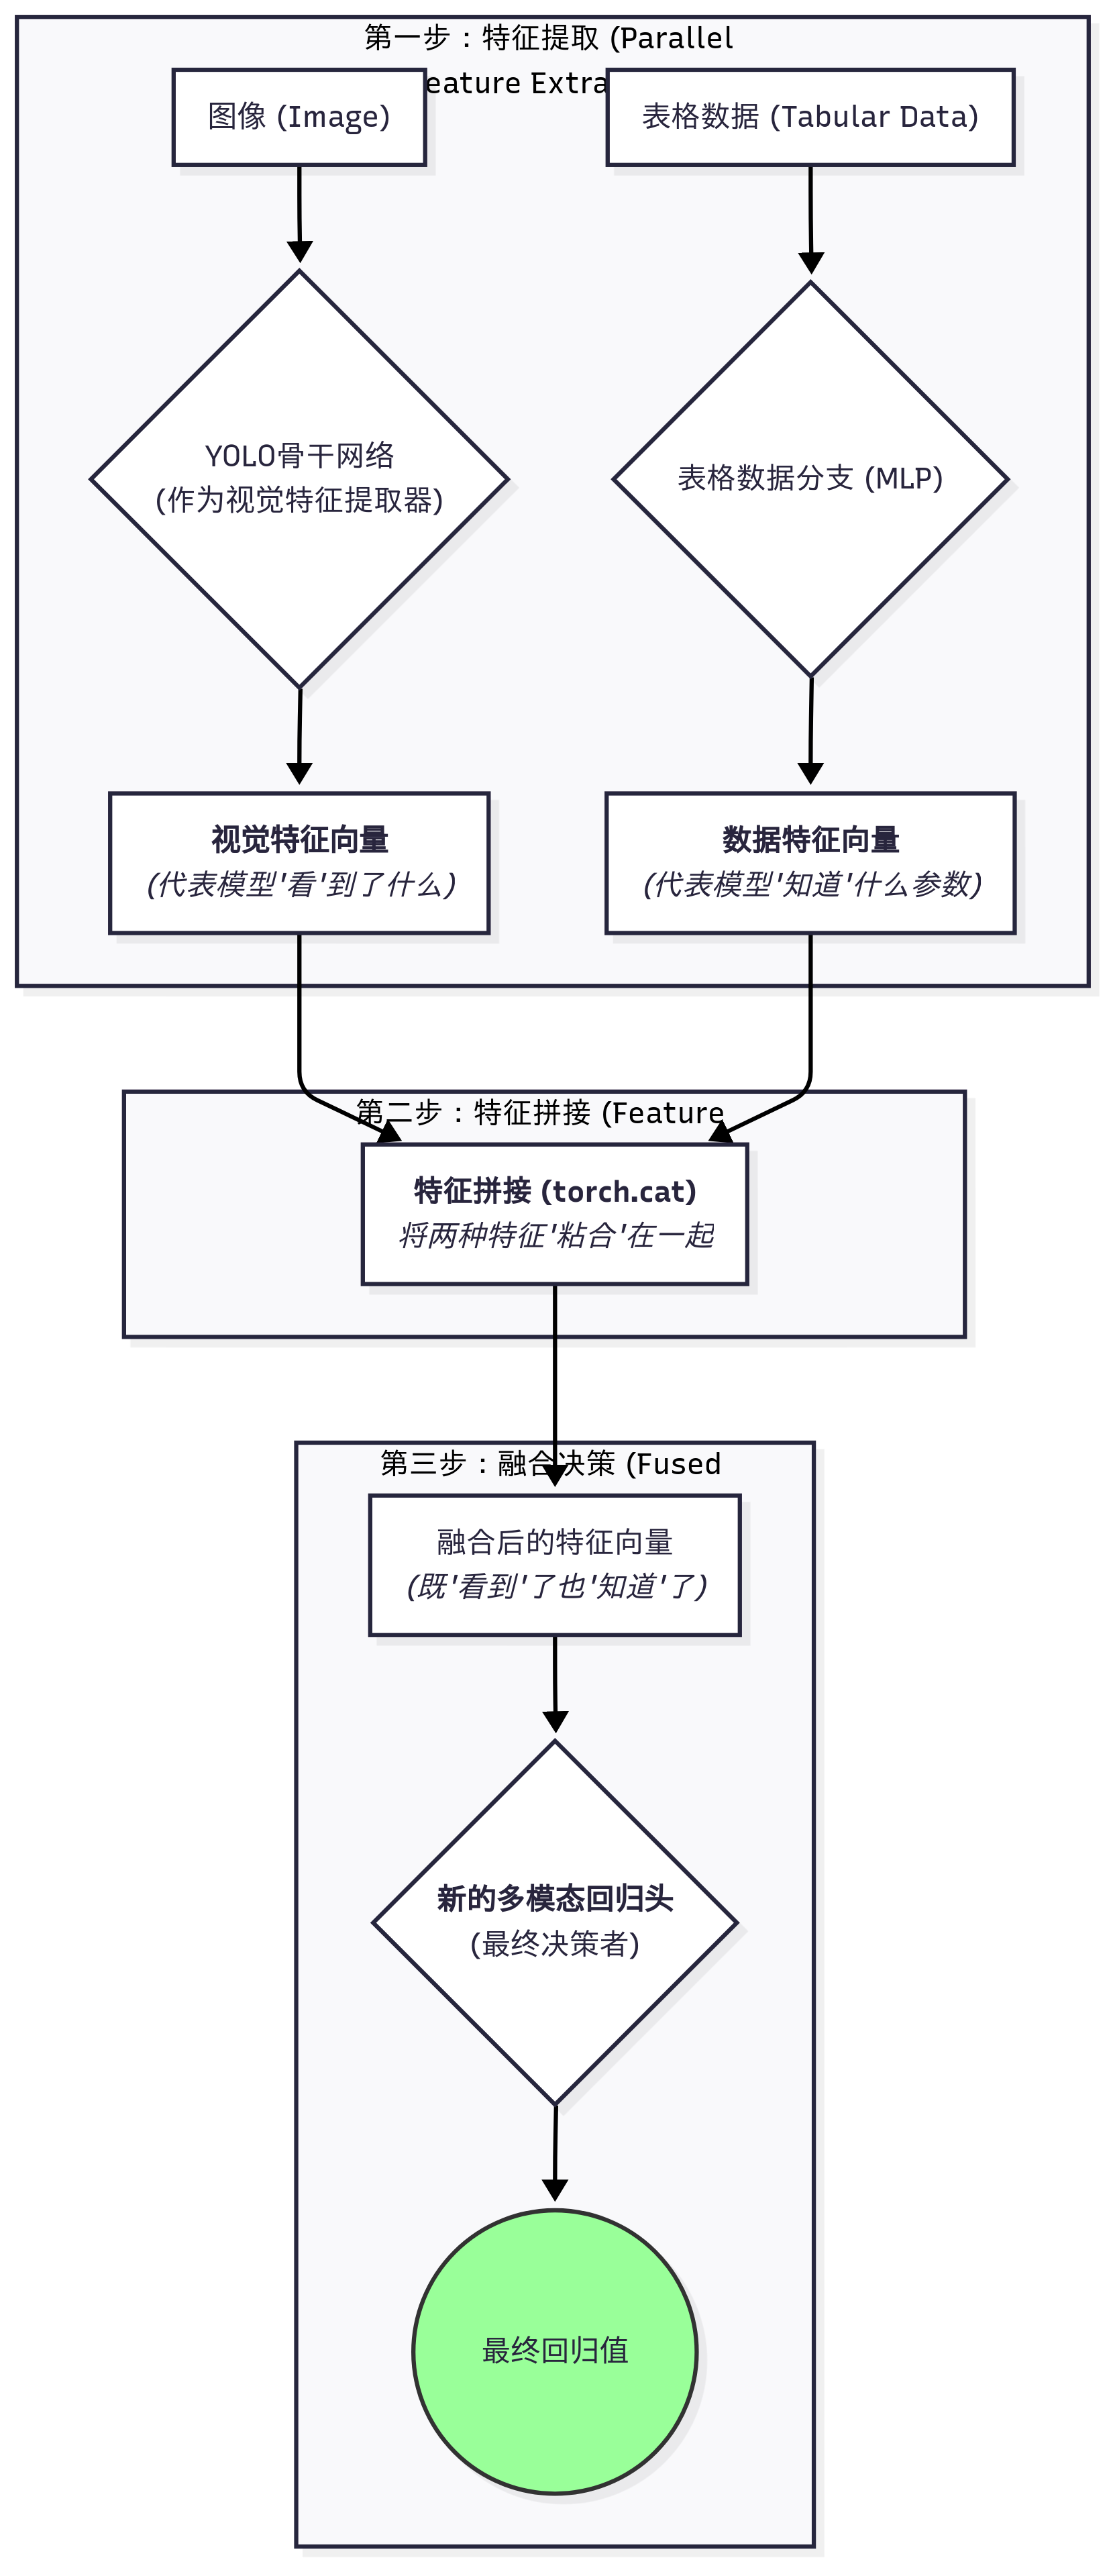 第一步：特征提取 (Parallel
eature Extra
图像 (Image)
表格数据 (Tabular Data)
YOLO骨干网络
(作为视觉特征提取器)
表格数据分支 (MLP)
视觉特征向量
(代表模型'看'到了什么)
数据特征向量
(代表模型'知道'什么参数)
第二步：特征拼接 (Feature
特征拼接 (torch.cat)
将两种特征'粘合'在一起
第三步：融合决策 (Fused
融合后的特征向量
(既'看到'了也'知道'了)
新的多模态回归头
(最终决策者)
最终回归值